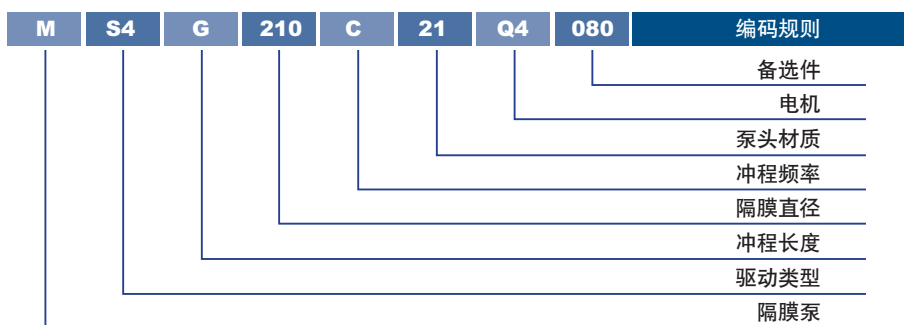 M S4 G 210 C 21 Q4 080 编码规则
备选件
电机
泵头材质
冲程频率
隔膜直径
冲程长度
驱动类型
隔膜泵